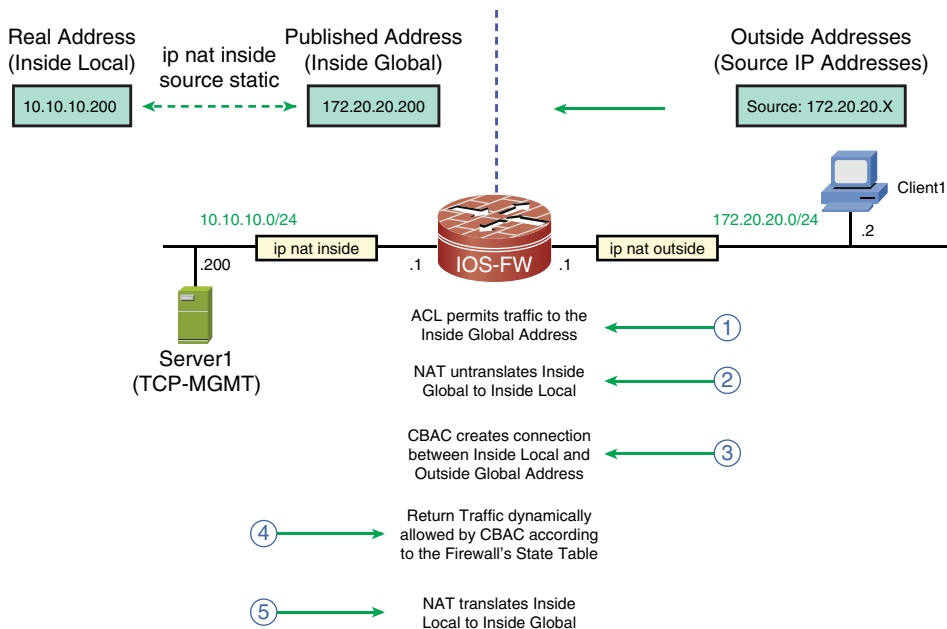 Real Address
(Inside Local)
ip nat inside
source static
Published Address
(Inside Global)
Outside Addresses
(Source IP Addresses)
10.10.10.200
172.20.20.200
Source: 172.20.20.X
Client1
10.10.10.0/24
172.20.20.0/24
.2
ip nat inside
ip nat outside
.200
.1
IOS-FW
.1
Server1
(TCP-MGMT)
ACL permits traffic to the
Inside Global Address
1
NAT untranslates Inside
Global to Inside Local
2
CBAC creates connection
between Inside Local and
Outside Global Address
3
4
Return Traffic dynamically
allowed by CBAC according
to the Firewall's State Table
5
NAT translates Inside
Local to Inside Global